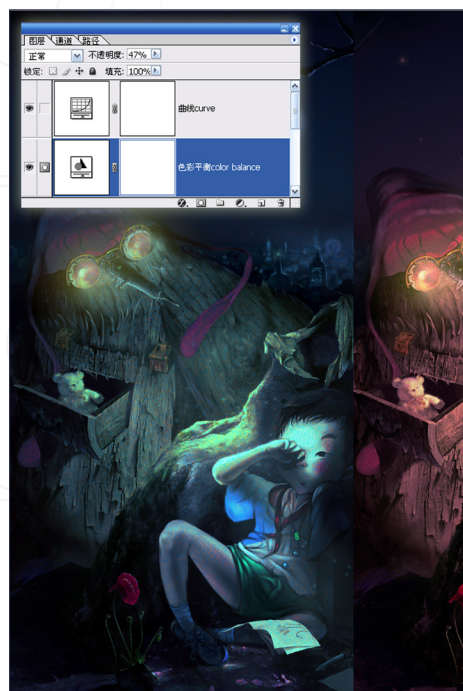 图层 通道 路径
正常 不透明度: 47%
锁定: 填充: 100%
曲线curve
色彩平衡color balance